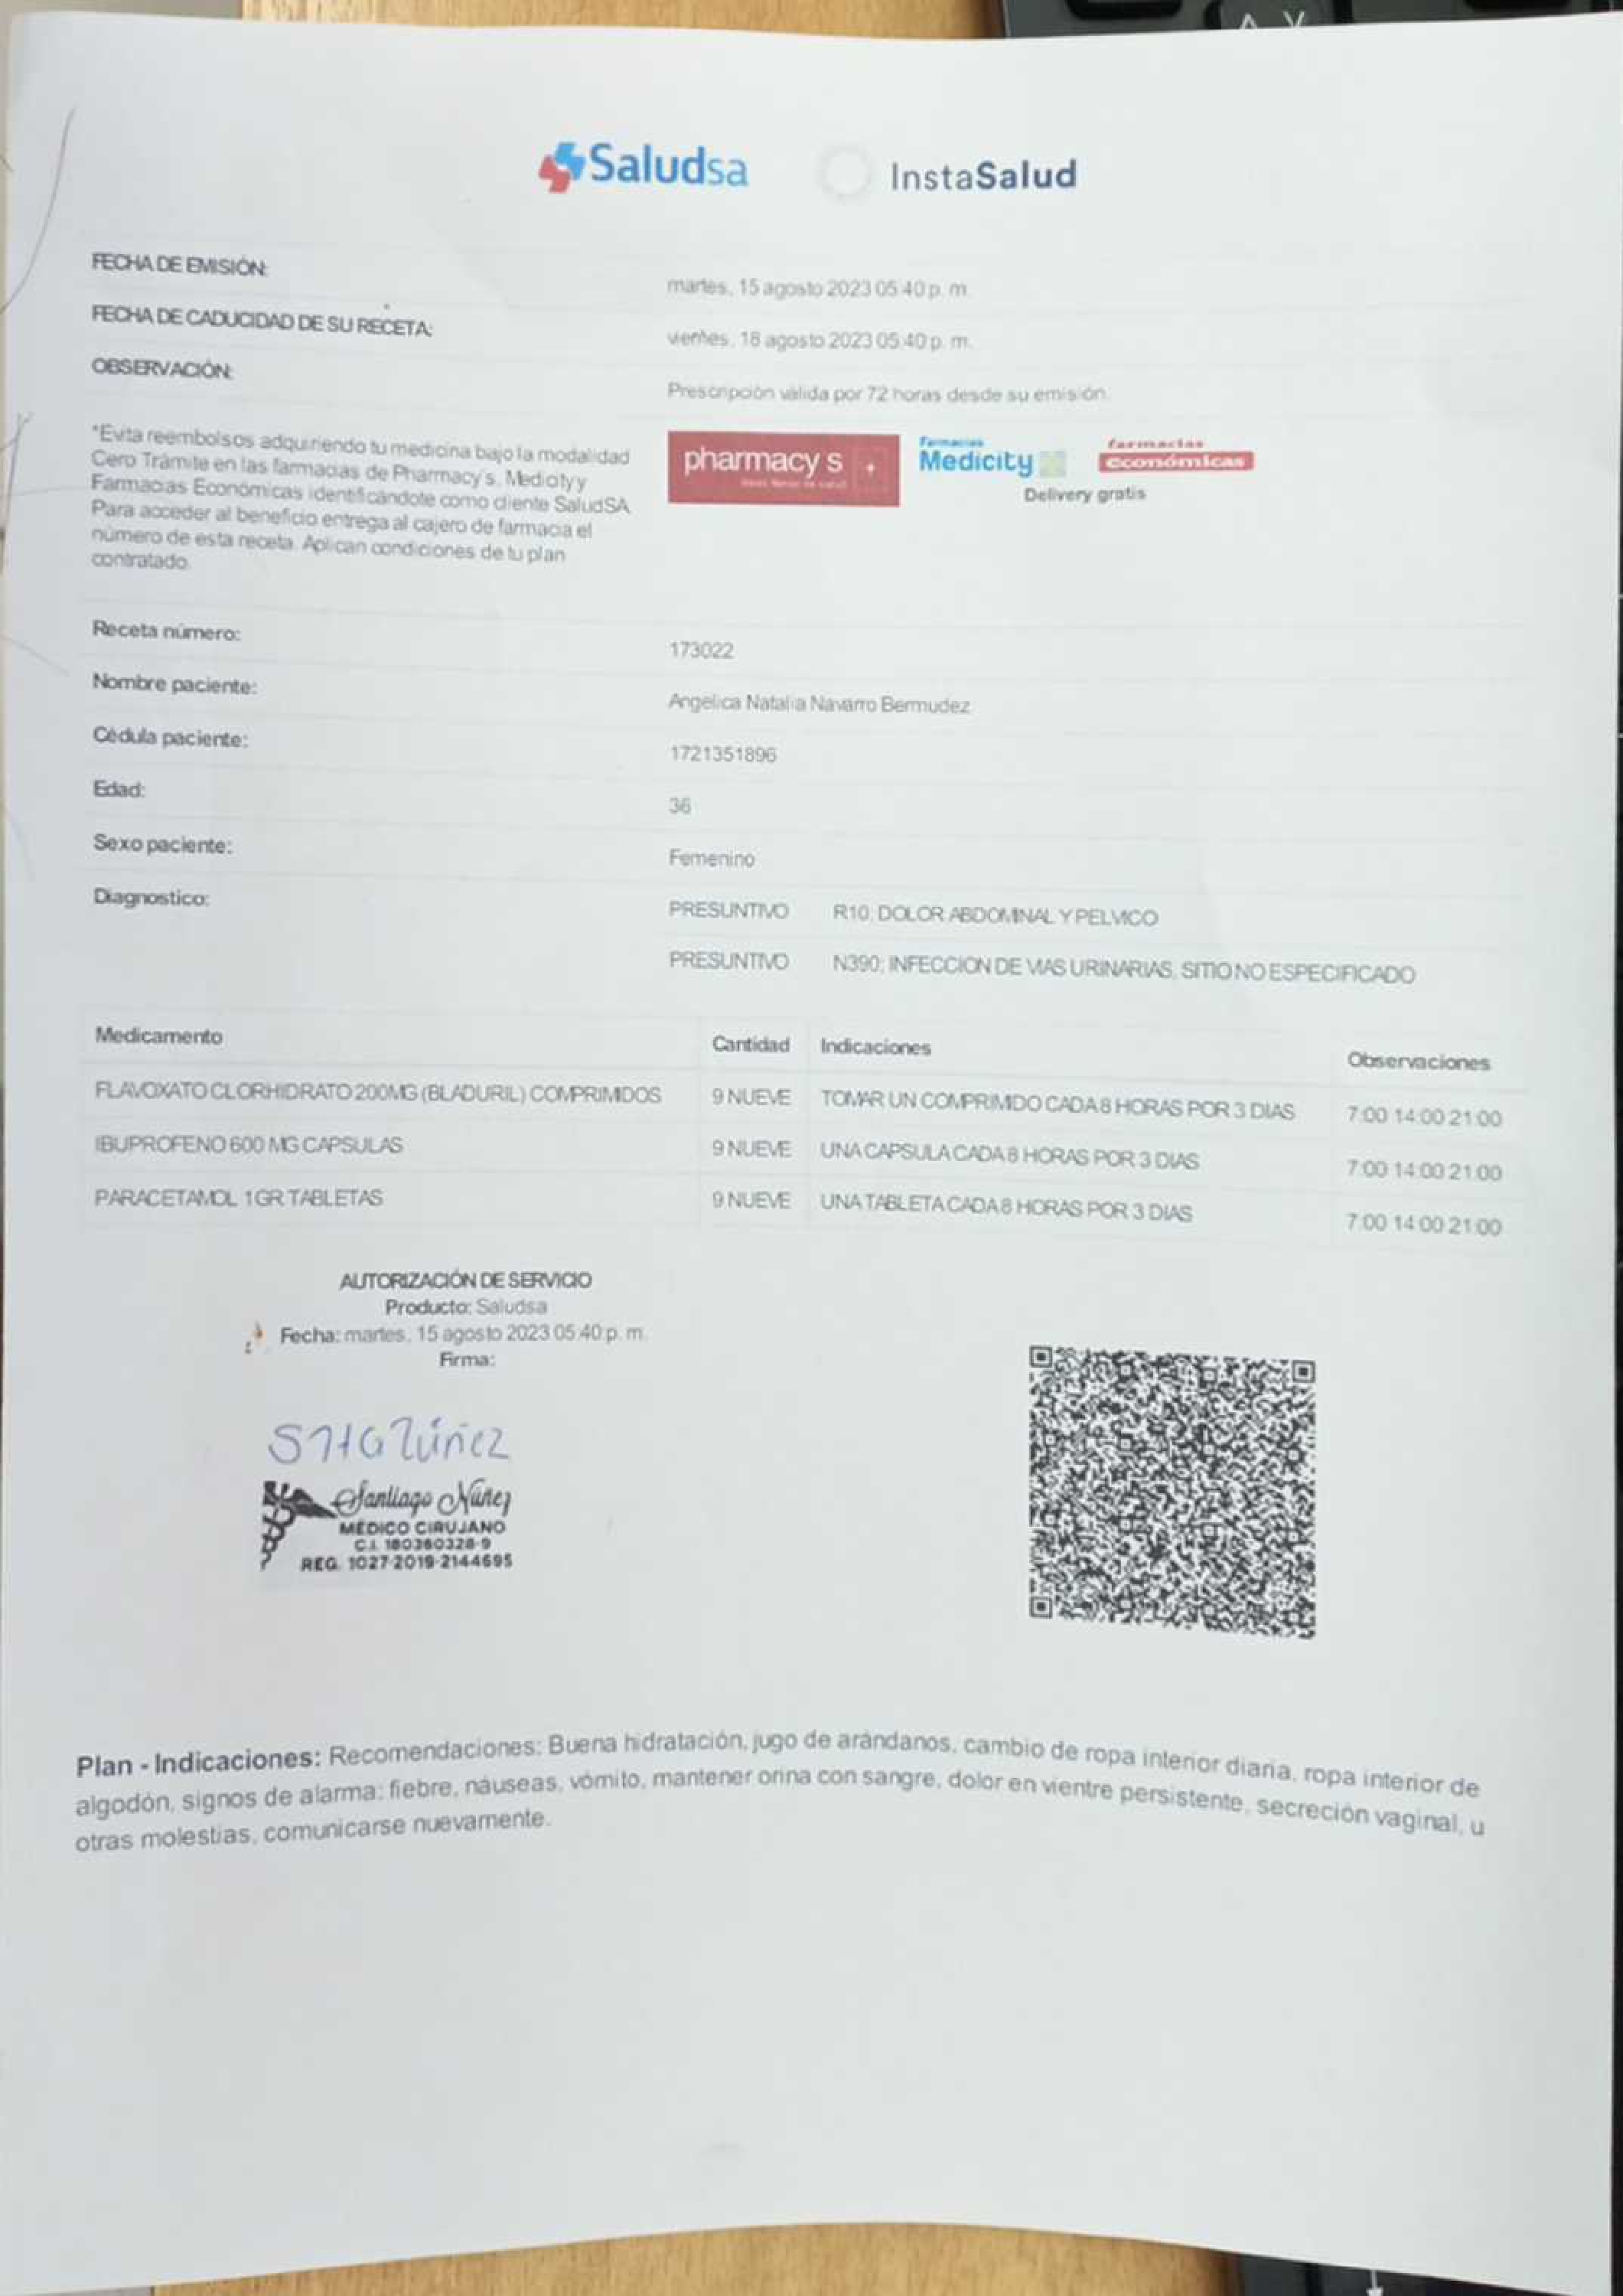 Saludsa InstaSalud
FECHA DE EMISIÓN:
martes, 15 agosto 2023 05:40 p. m.
FECHA DE CADUCIDAD DE SU RECETA:
viernes, 18 agosto 2023 05:40 p. m.
OBSERVACIÓN:
Prescripción válida por 72 horas desde su emisión.
*Evita reembolsos adquiriendo tu medicina bajo la modalidad
Cero Trámite en las farmacias de Pharmacy's, Medicity y
Farmacias Económicas identificándote como cliente SaludSA.
Para acceder al beneficio entrega al cajero de farmacia el
número de esta receta. Aplican condiciones de tu plan
contratado.
pharmacy s
Farmacias
Medicity
farmacias
económicas
Delivery gratis
Receta número:
173022
Nombre paciente:
Angelica Natalia Navarro Bermudez
Cédula paciente:
1721351896
Edad:
36
Sexo paciente:
Femenino
Diagnostico:
PRESUNTIVO R10; DOLOR ABDOMINAL Y PELVICO
PRESUNTIVO N390; INFECCION DE VIAS URINARIAS, SITIO NO ESPECIFICADO
Medicamento Cantidad Indicaciones Observaciones
FLAVOXATO CLORHIDRATO 200MG (BLADURIL) COMPRIMIDOS 9 NUEVE TOMAR UN COMPRIMIDO CADA 8 HORAS POR 3 DIAS 7:00 14:00 21:00
IBUPROFENO 600 MG CAPSULAS 9 NUEVE UNA CAPSULA CADA 8 HORAS POR 3 DIAS 7:00 14:00 21:00
PARACETAMOL 1GR TABLETAS 9 NUEVE UNA TABLETA CADA 8 HORAS POR 3 DIAS 7:00 14:00 21:00
AUTORIZACIÓN DE SERVICIO
Producto: Saludsa
Fecha: martes, 15 agosto 2023 05:40 p. m.
Firma:
Santiago Núñez
MÉDICO CIRUJANO
C.I. 180360328-9
REG. 1027-2019-2144695
Plan - Indicaciones: Recomendaciones: Buena hidratación, jugo de arándanos, cambio de ropa interior diaria, ropa interior de
algodón, signos de alarma: fiebre, náuseas, vómito, mantener orina con sangre, dolor en vientre persistente, secreción vaginal, u
otras molestias, comunicarse nuevamente.